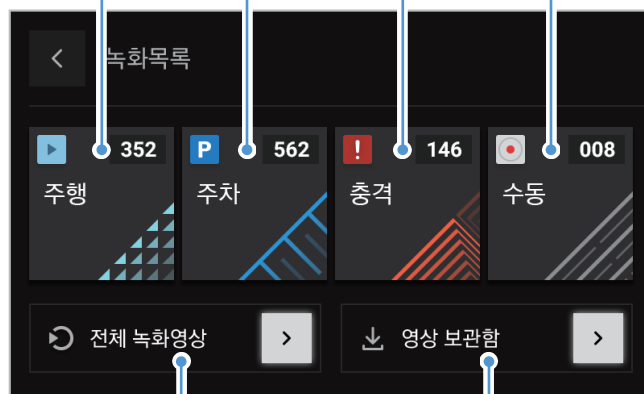 녹화목록
352
P 562
! 146
008
주행
주차
충격
수동
전체 녹화영상
영상 보관함